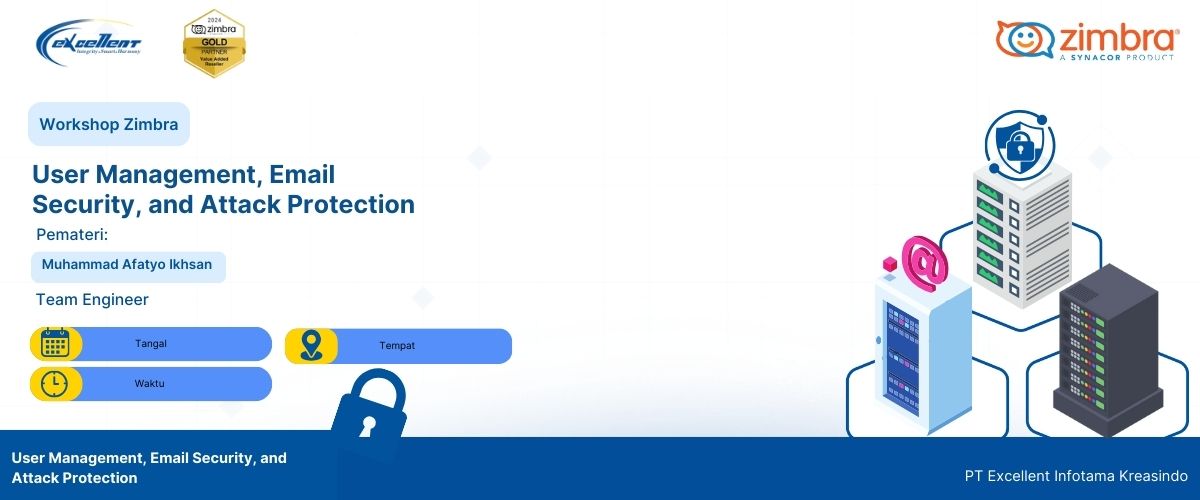 eXcellent
Integrity.Smart.Harmony
2024
zimbra
GOLD
PARTNER
Value Added
Reseller
zimbra®
A SYNACOR PRODUCT
Workshop Zimbra
User Management, Email
Security, and Attack Protection
Pemateri:
Muhammad Afatyo Ikhsan
Team Engineer
Tangal
Tempat
Waktu
User Management, Email Security, and
Attack Protection
PT Excellent Infotama Kreasindo